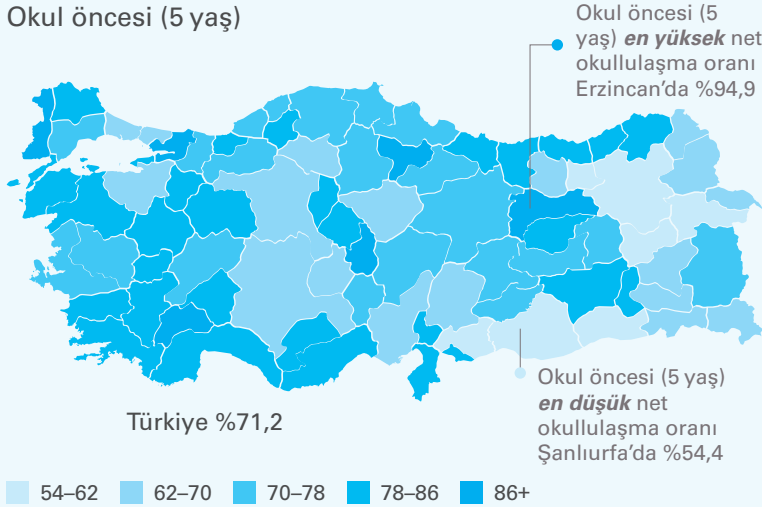 Okul öncesi (5 yaş)
Okul öncesi (5
yaş) en yüksek net
okullulaşma oranı
Erzincan’da %94,9
Okul öncesi (5 yaş)
en düşük net
okullulaşma oranı
Şanlıurfa’da %54,4
Türkiye %71,2
54–62
62–70
70–78
78–86
86+